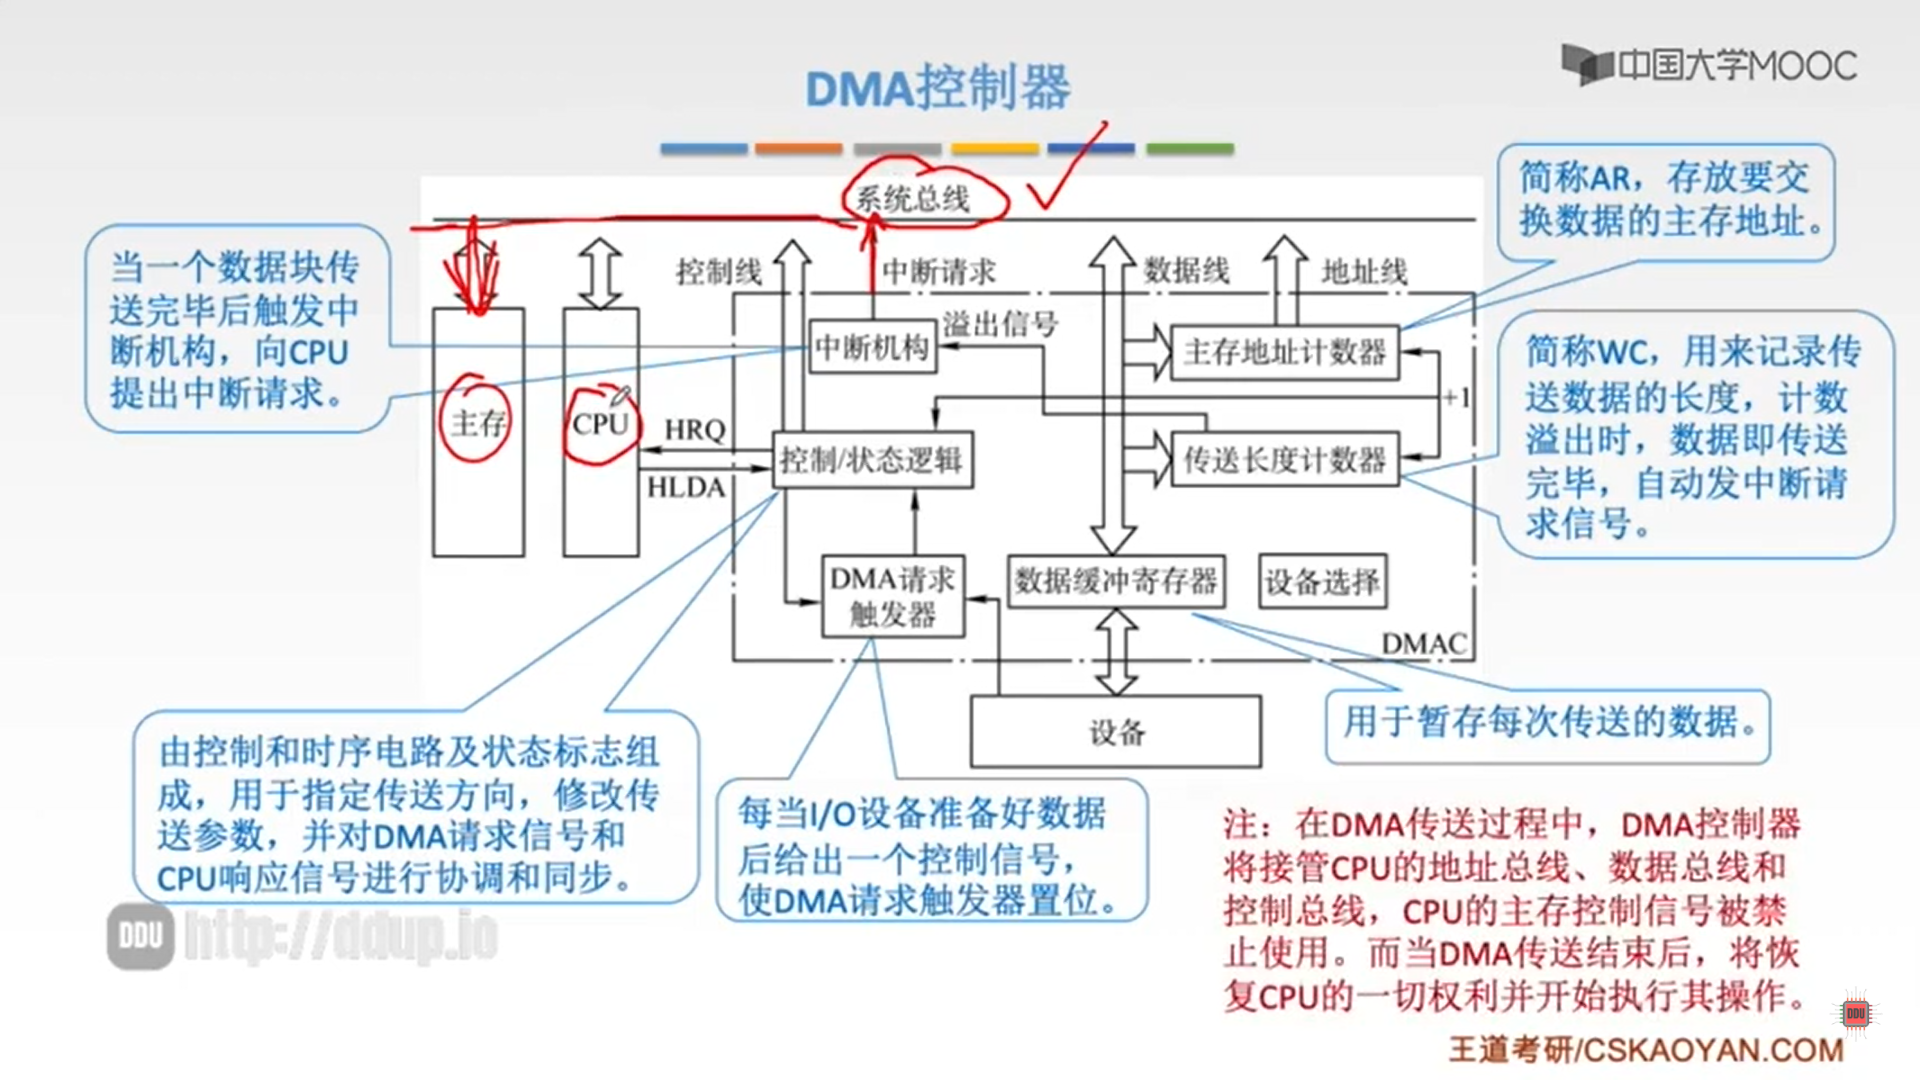 DMA控制器
中国大学MOOC
系统总线
简称AR，存放要交
换数据的主存地址。
当一个数据块传
送完毕后触发中
断机构，向CPU
提出中断请求。
控制线
中断请求
数据线
地址线
中断机构
溢出信号
主存地址计数器
+1
简称WC，用来记录传
送数据的长度，计数
溢出时，数据即传送
完毕，自动发中断请
求信号。
主存
CPU
HRQ
HLDA
控制/状态逻辑
传送长度计数器
DMA请求
触发器
数据缓冲寄存器
设备选择
DMAC
设备
用于暂存每次传送的数据。
由控制和时序电路及状态标志组
成，用于指定传送方向，修改传
送参数，并对DMA请求信号和
CPU响应信号进行协调和同步。
每当I/O设备准备好数据
后给出一个控制信号，
使DMA请求触发器置位。
注：在DMA传送过程中，DMA控制器
将接管CPU的地址总线、数据总线和
控制总线，CPU的主存控制信号被禁
止使用。而当DMA传送结束后，将恢
复CPU的一切权利并开始执行其操作。
DDU http://ddup.io
DDU
王道考研/CSKAOYAN.COM